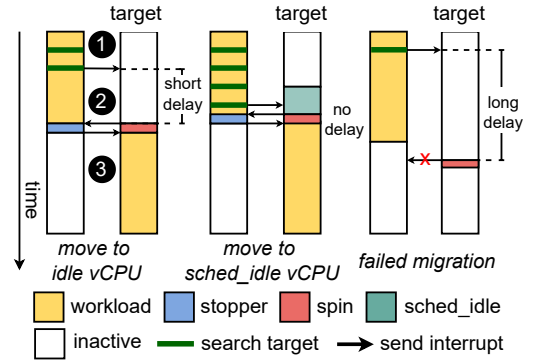 target
target
target
1
2
3
short
delay
no
delay
long
delay
X
time
move to
idle vCPU
move to
sched_idle vCPU
failed migration
workload
stopper
spin
sched_idle
inactive
search target
send interrupt